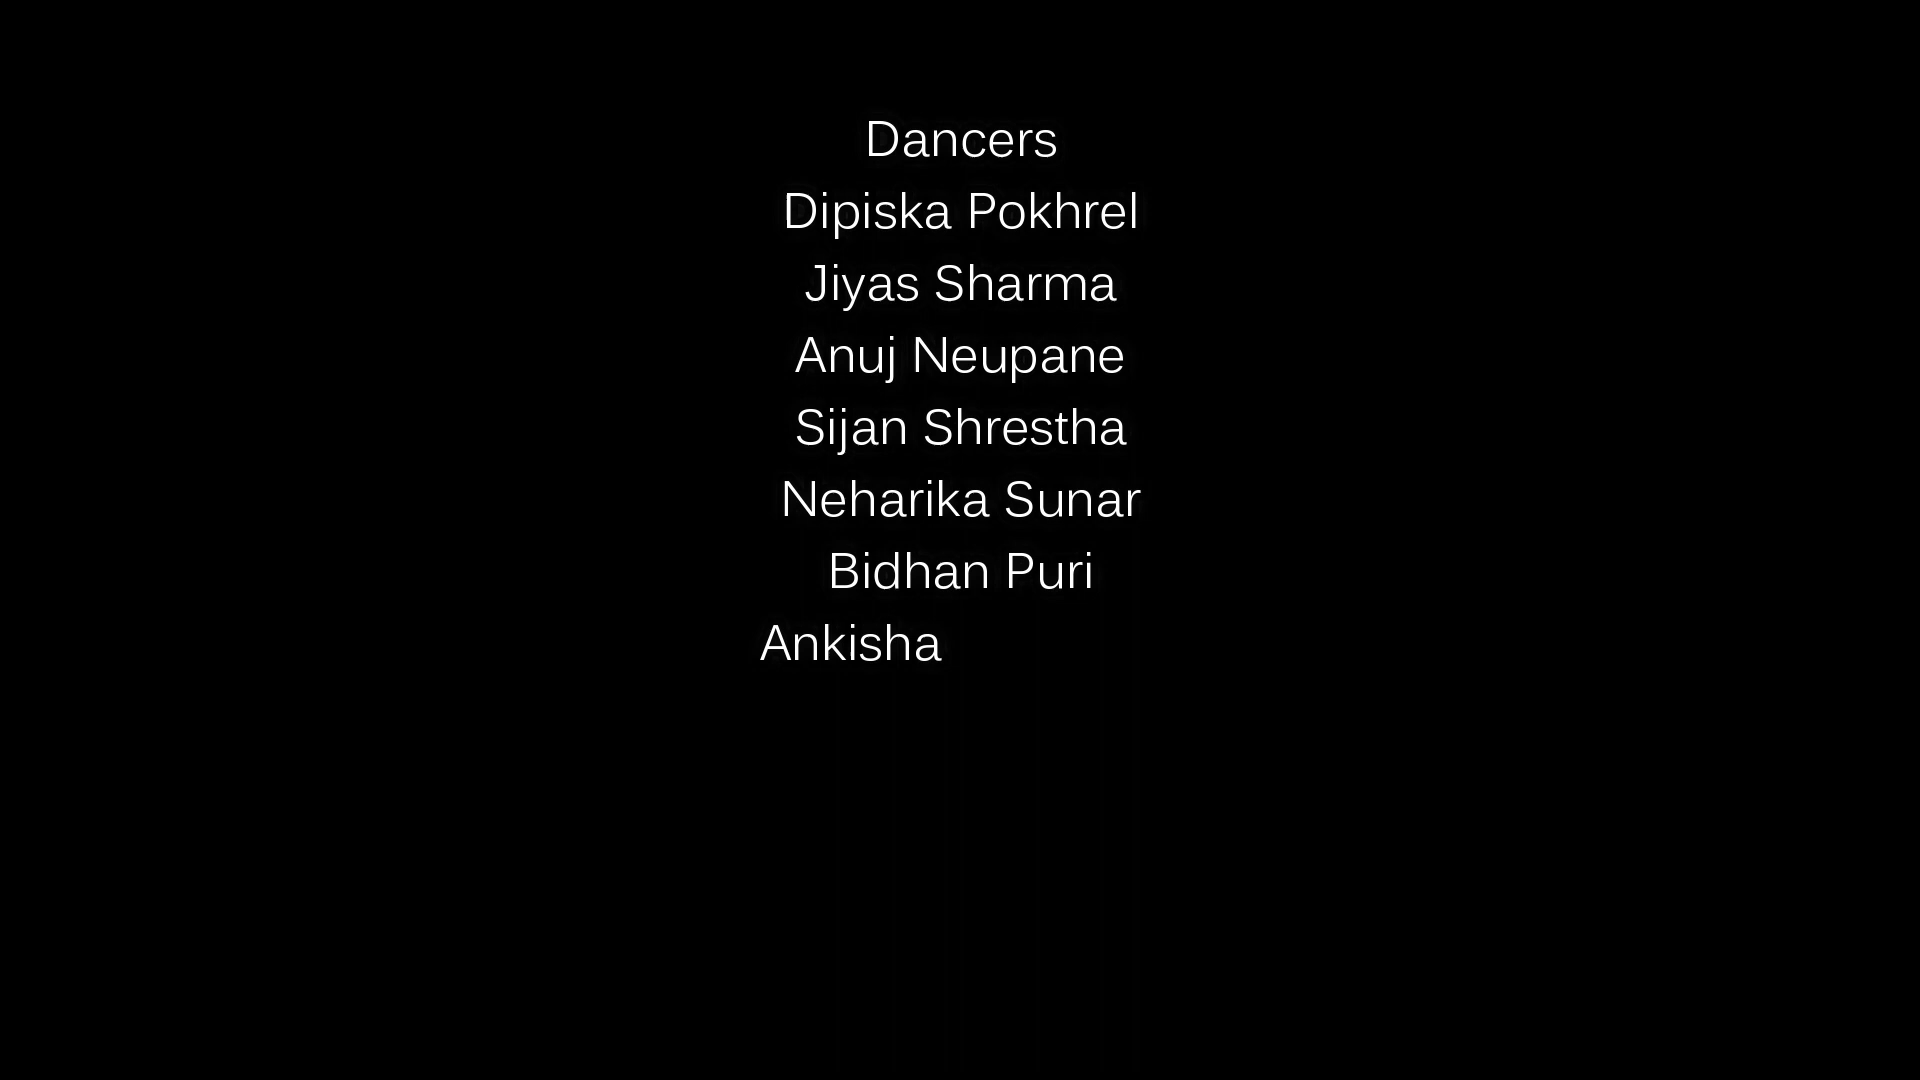 Dancers
Dipiska Pokhrel
Jiyas Sharma
Anuj Neupane
Sijan Shrestha
Neharika Sunar
Bidhan Puri
Ankisha